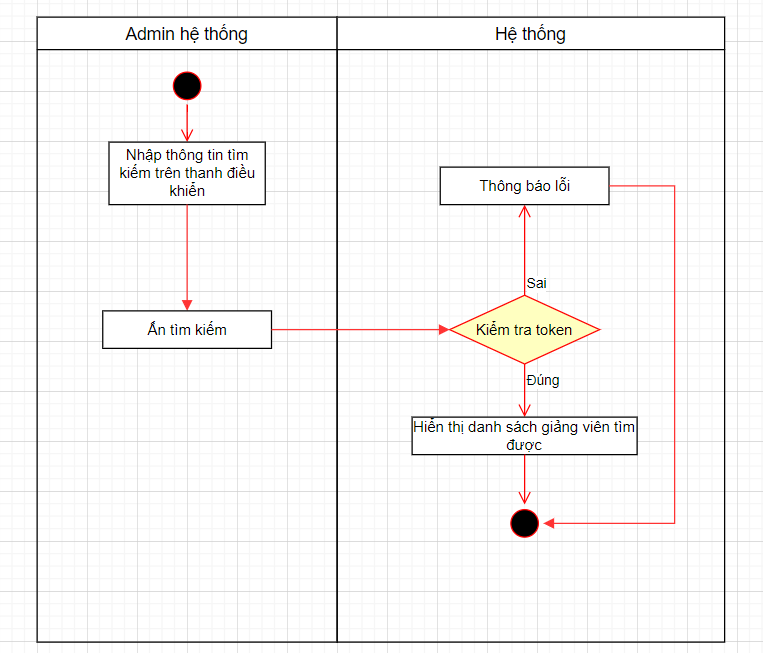 Admin hệ thống
Hệ thống
Nhập thông tin tìm
kiếm trên thanh điều
khiển
Thông báo lỗi
Sai
Ấn tìm kiếm
Kiểm tra token
Đúng
Hiển thị danh sách giảng viên tìm
được